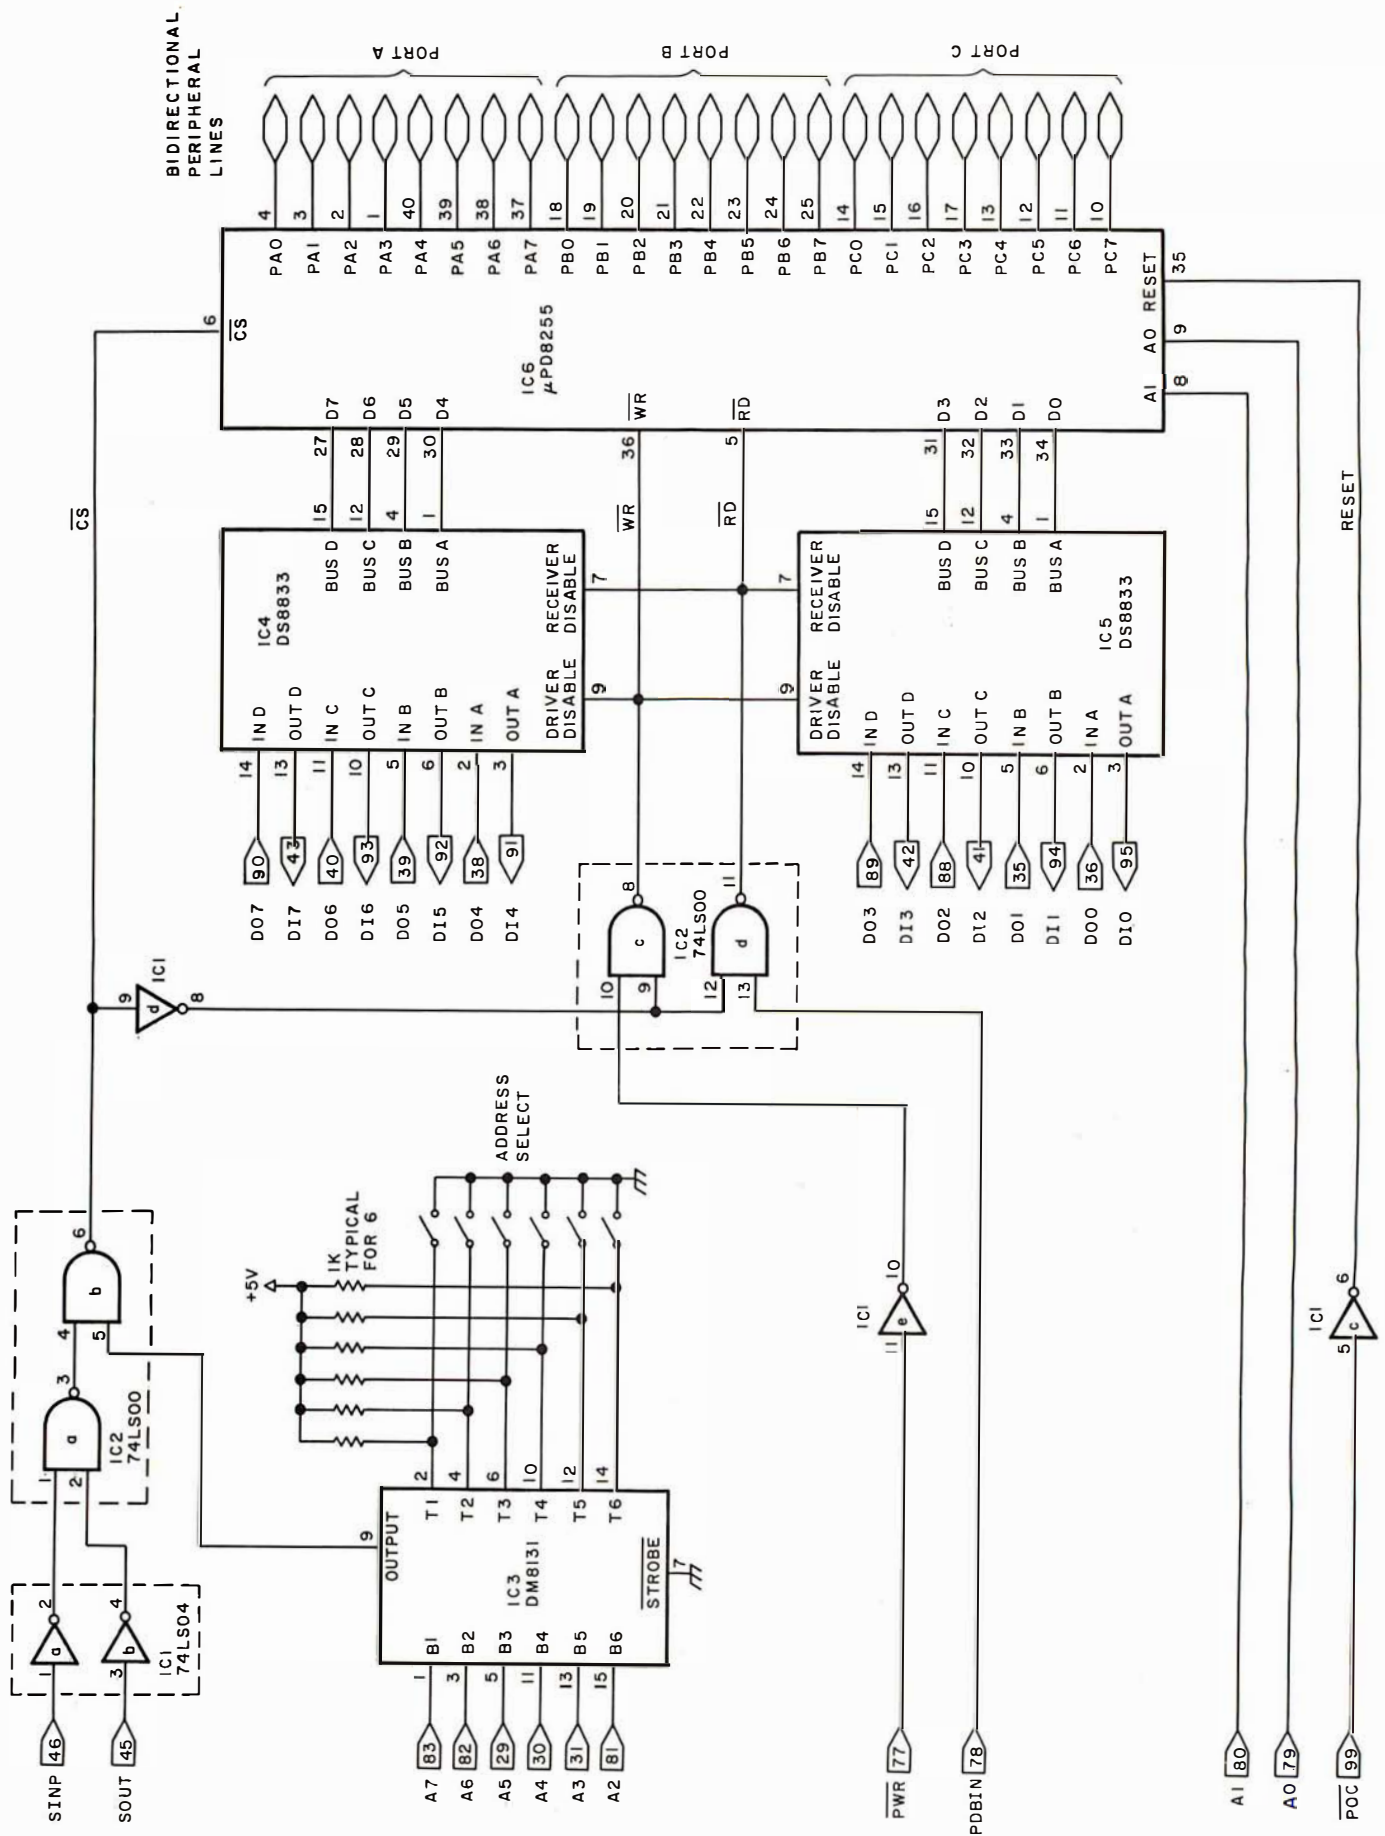 BIDIRECTIONAL
PERIPHERAL
LINES
PORT A
PORT B
PORT C
4
3
2
1
40
39
38
37
18
19
20
21
22
23
24
25
14
15
16
17
13
12
11
10
PA0
PA1
PA2
PA3
PA4
PA5
PA6
PA7
PB0
PB1
PB2
PB3
PB4
PB5
PB6
PB7
PC0
PC1
PC2
PC3
PC4
PC5
PC6
PC7
6
CS
IC6
µPD8255
RESET
35
A0
9
A1
8
D7
D6
D5
D4
WR
RD
D3
D2
D1
D0
27
28
29
30
36
5
31
32
33
34
CS
WR
RD
RESET
15
12
4
1
BUS D
BUS C
BUS B
BUS A
IC4
DS8833
RECEIVER
DISABLE
7
DRIVER
DISABLE
9
IN D
OUT D
IN C
OUT C
IN B
OUT B
IN A
OUT A
14
13
11
10
5
6
2
3
90
43
40
93
39
92
38
91
DO7
DI7
DO6
DI6
DO5
DI5
DO4
DI4
15
12
4
1
BUS D
BUS C
BUS B
BUS A
IC5
DS8833
7
RECEIVER
DISABLE
9
DRIVER
DISABLE
IN D
OUT D
IN C
OUT C
IN B
OUT B
IN A
OUT A
14
13
11
10
5
6
2
3
89
42
88
41
35
94
36
95
DO3
DI3
DO2
DI2
DO1
DI1
DO0
DI0
8
c
10
9
IC2
74LS00
11
d
12
13
IC1
9
d
8
ADDRESS
SELECT
+5V
1K
TYPICAL
FOR 6
6
b
4
5
3
a
1
2
IC2
74LS00
2
a
1
4
b
3
IC1
74LS04
SINP
46
SOUT
45
9
OUTPUT
2
4
6
10
12
14
T1
T2
T3
T4
T5
T6
IC3
DM8131
STROBE
7
B1
B2
B3
B4
B5
B6
1
3
5
11
13
15
83
82
29
30
31
81
A7
A6
A5
A4
A3
A2
IC1
10
e
11
PWR
77
PDBIN
78
A1
80
A0
79
IC1
6
c
5
POC
99